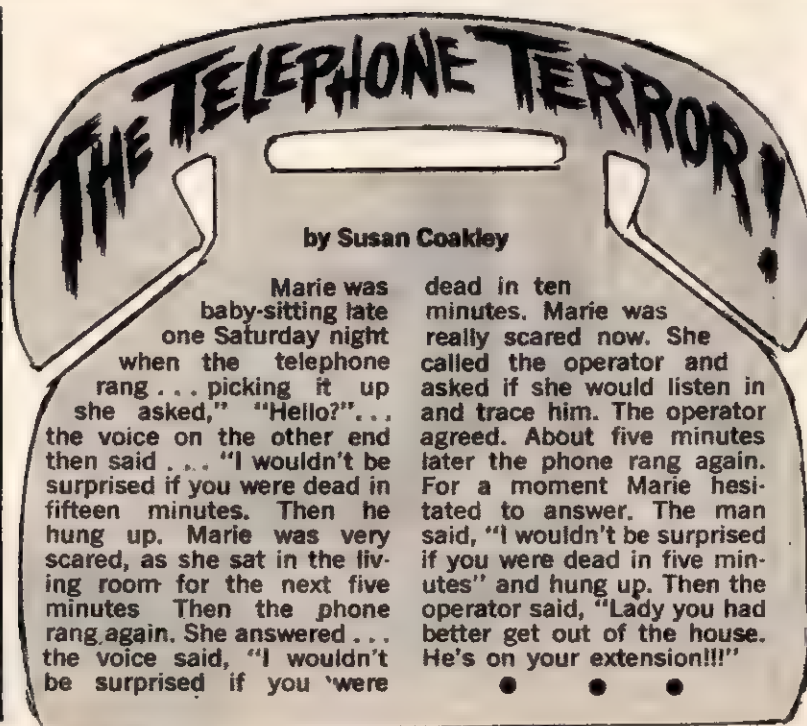 THE TELEPHONE TERROR!
by Susan Coakley
Marie was
baby-sitting late
one Saturday night
when the telephone
rang . . . picking it up
she asked," "Hello?". . .
the voice on the other end
then said . . . . "I wouldn't be
surprised if you were dead in
fifteen minutes. Then he
hung up. Marie was very
scared, as she sat in the liv-
ing room for the next five
minutes Then the phone
rang again. She answered . . .
the voice said, "I wouldn't
be surprised if you were
dead in ten
minutes. Marie was
really scared now. She
called the operator and
asked if she would listen in
and trace him. The operator
agreed. About five minutes
later the phone rang again.
For a moment Marie hesi-
tated to answer. The man
said, "I wouldn't be surprised
if you were dead in five min-
utes" and hung up. Then the
operator said, "Lady you had
better get out of the house.
He's on your extension!!!"
● ● ●